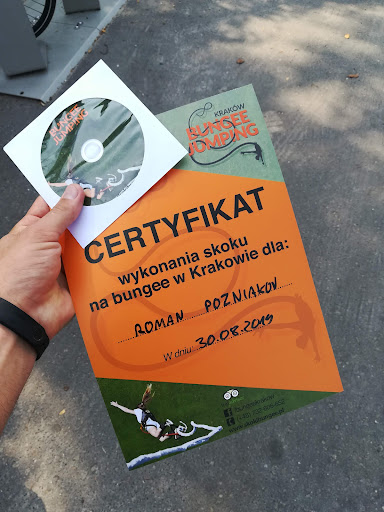 BUNGEE
JUMPING
KRAKÓW
BUNGEE
JUMPING
CERTYFIKAT
wykonania skoku
na bungee w Krakowie dla:
ROMAN POZNIAKOV
W dniu: 30.08.2019